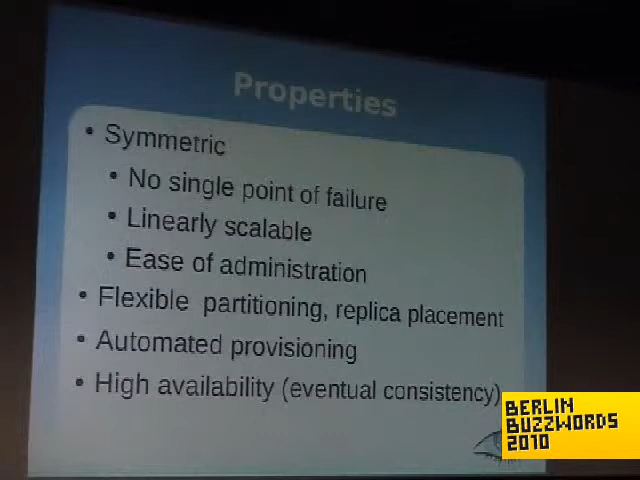 Properties
• Symmetric
• No single point of failure
• Linearly scalable
• Ease of administration
• Flexible partitioning, replica placement
• Automated provisioning
• High availability (eventual consistency)
BERLIN
BUZZWORDS
2010